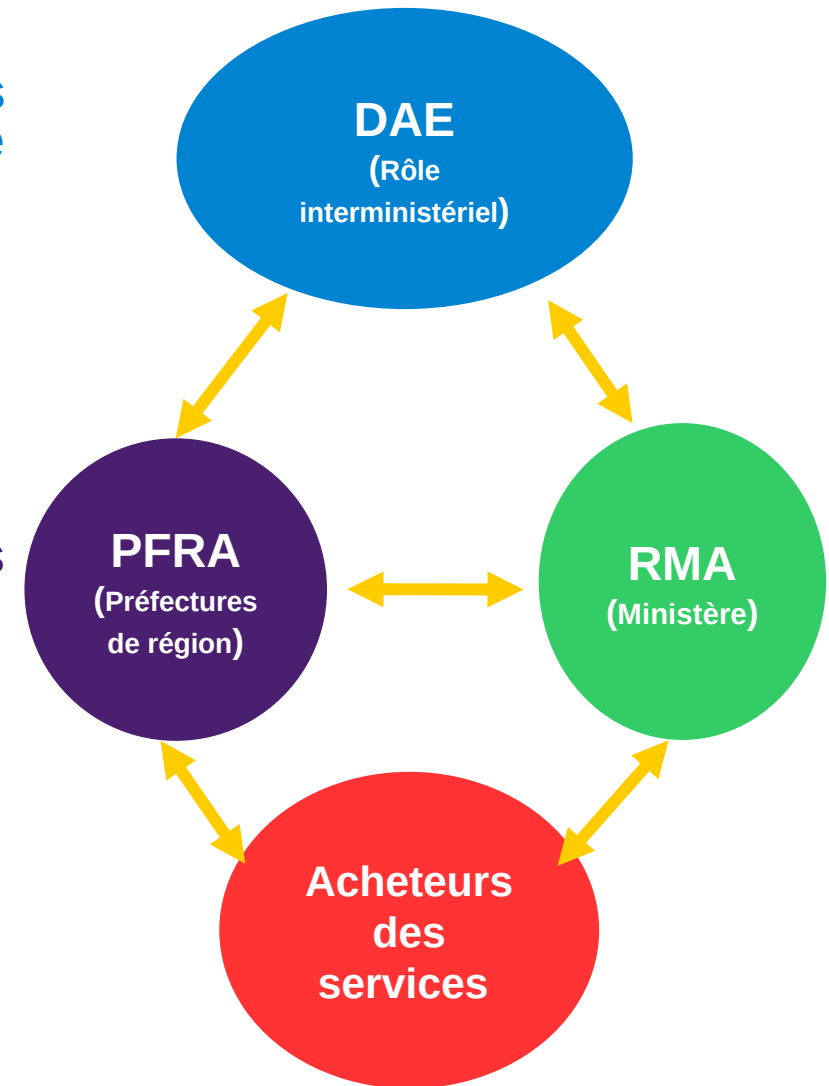 DAE
(Rôle
interministériel)
PFRA
(Préfectures
de région)
RMA
(Ministère)
Acheteurs
des
services